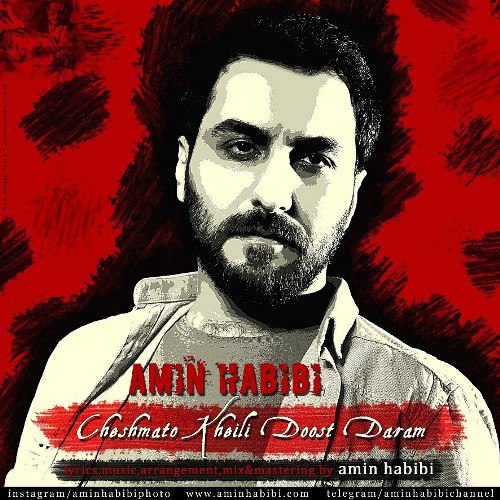 AMIN HABIBI
Cheshmato Kheili Doost Daram
lyrics,music,arrangement,mix&mastering by amin habibi
instagram/aminhabibiphoto www.aminhabibi.com telegram/aminhabibichannel